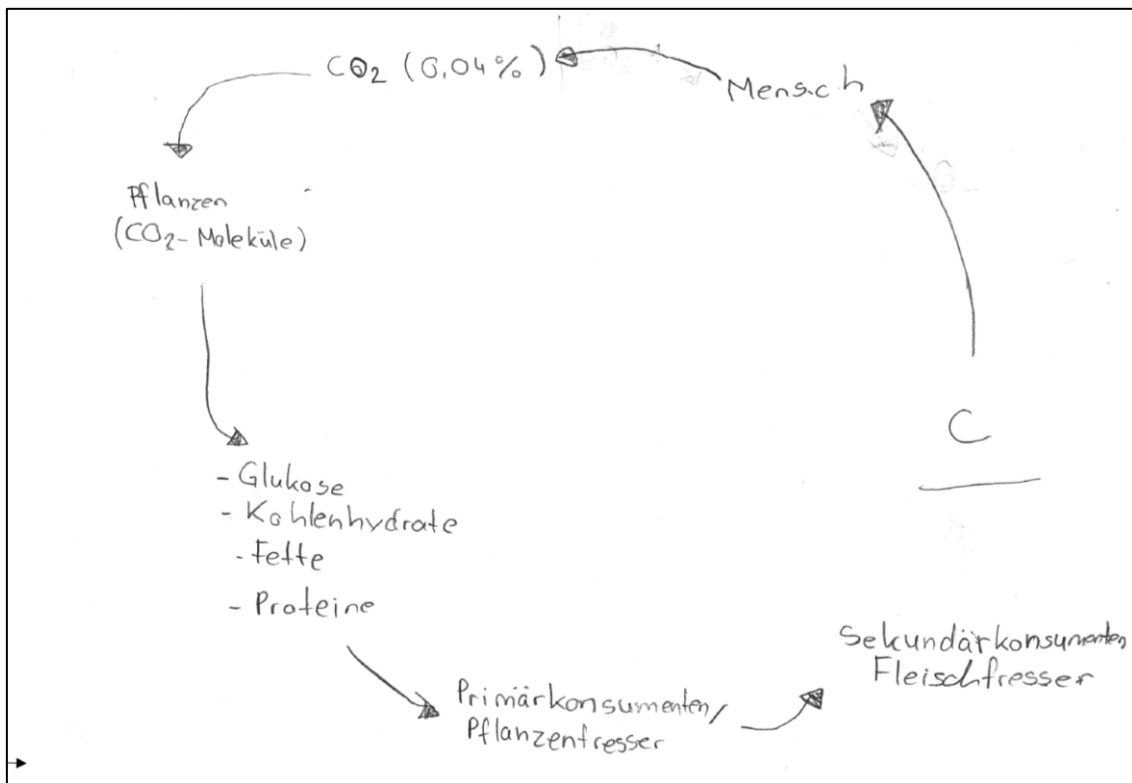 CO₂ (0,04%)
Mensch
Pflanzen
(CO₂-Moleküle)
- Glukose
- Kohlenhydrate
- Fette
- Proteine
Primärkonsumenten/
Pflanzenfresser
Sekundärkonsumenten
Fleischfresser
C